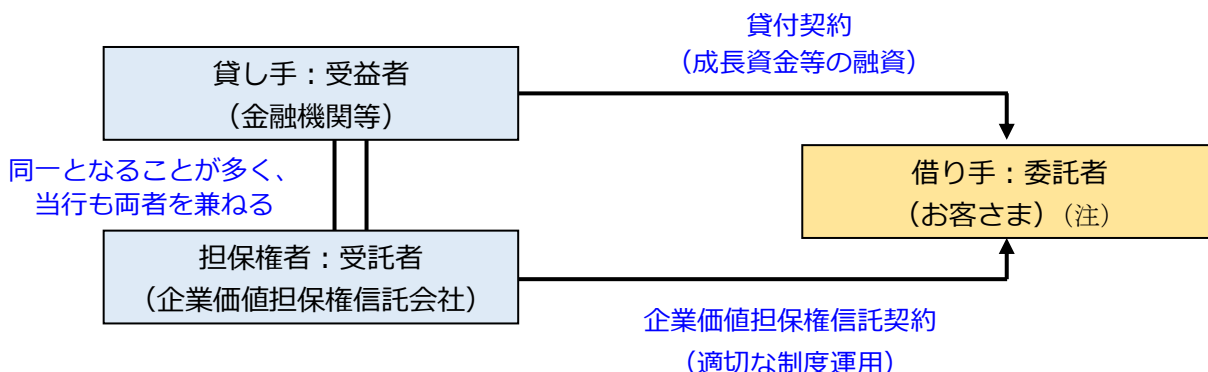 貸付契約
（成長資金等の融資）
貸し手：受益者
（金融機関等）
同一となることが多く、
当行も両者を兼ねる
借り手：委託者
（お客さま）（注）
担保権者：受託者
（企業価値担保権信託会社）
企業価値担保権信託契約
（適切な制度運用）